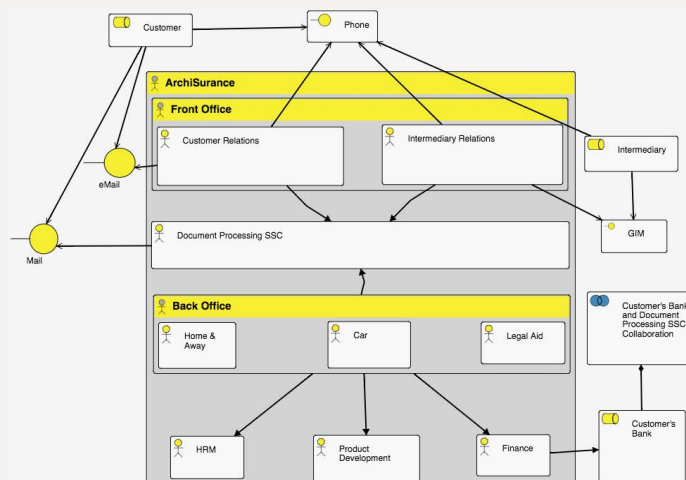 Customer
Phone
ArchiSurance
Front Office
Customer Relations
Intermediary Relations
Intermediary
eMail
GIM
Mail
Document Processing SSC
Back Office
Home &
Away
Car
Legal Aid
Customer's Bank
and Document
Processing SSC
Collaboration
HRM
Product
Development
Finance
Customer's
Bank